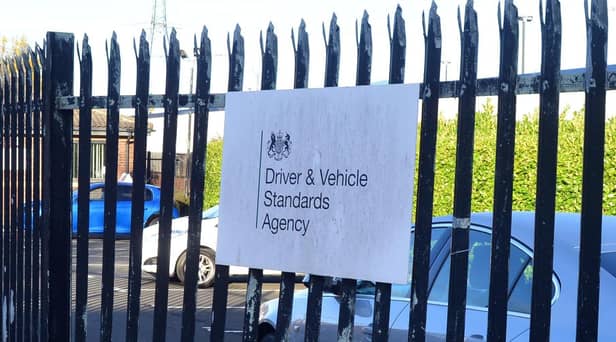 Driver & Vehicle
Standards
Agency